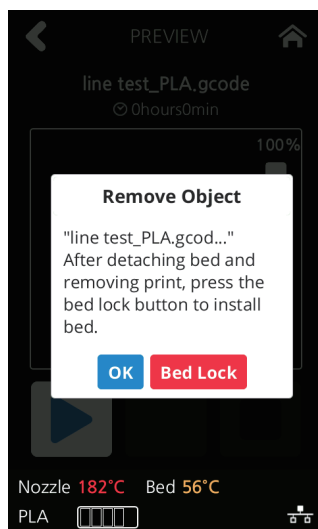 PREVIEW
line test_PLA.gcode
0hours0min
100%
Remove Object
"line test_PLA.gcod..."
After detaching bed and
removing print, press the
bed lock button to install
bed.
OK Bed Lock
Nozzle 182°C Bed 56°C
PLA